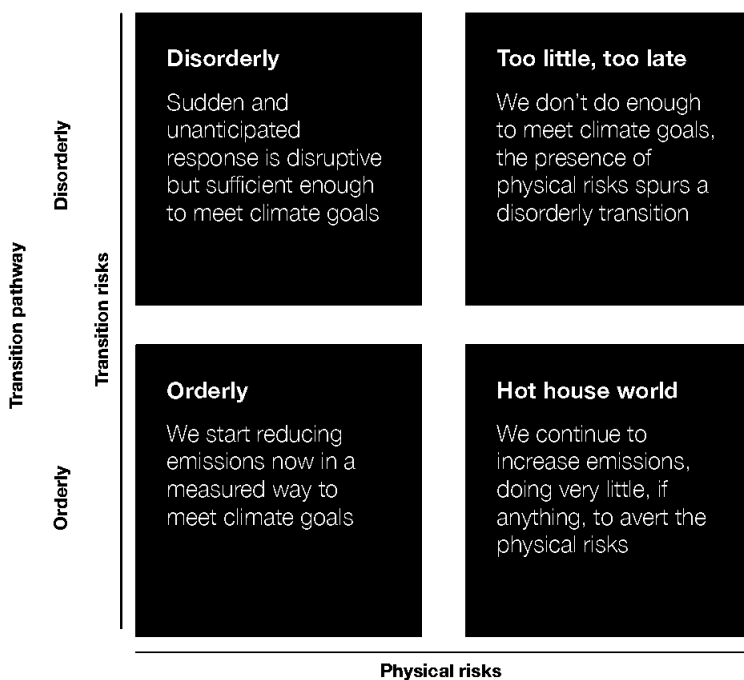 Disorderly
Sudden and
unanticipated
response is disruptive
but sufficient enough
to meet climate goals
Too little, too late
We don't do enough
to meet climate goals,
the presence of
physical risks spurs a
disorderly transition
Transition pathway
Disorderly
Orderly
Transition risks
Orderly
We start reducing
emissions now in a
measured way to
meet climate goals
Hot house world
We continue to
increase emissions,
doing very little, if
anything, to avert the
physical risks
Physical risks